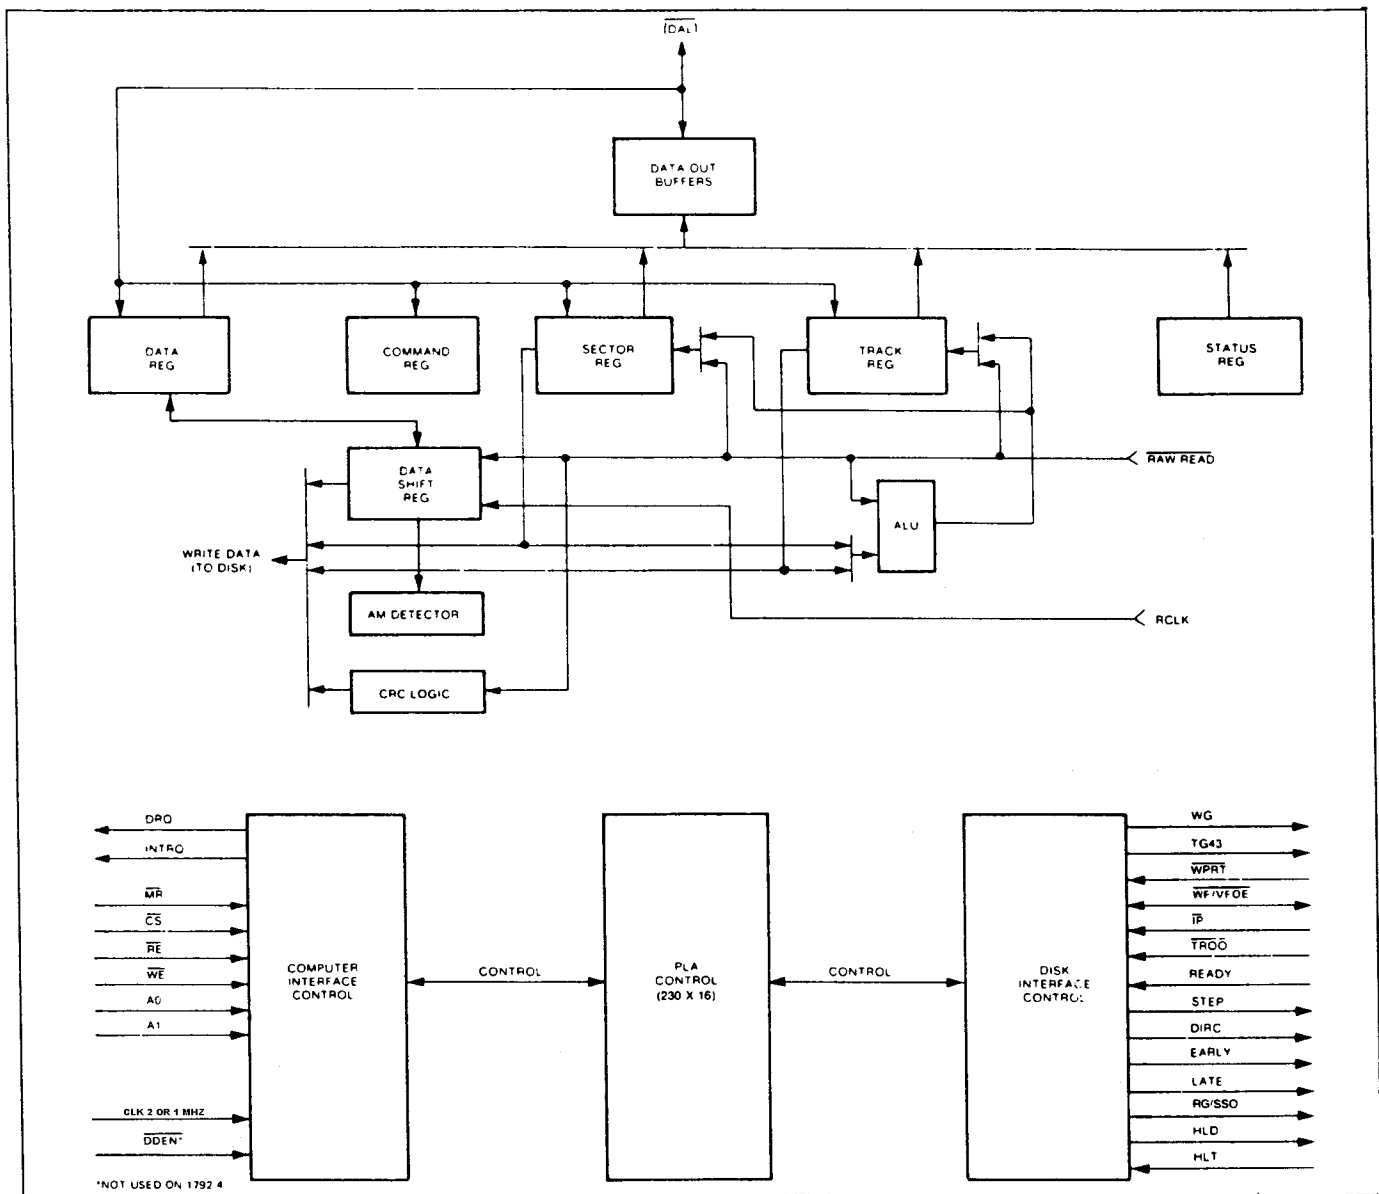 (DAL)
DATA OUT
BUFFERS
DATA
REG
COMMAND
REG
SECTOR
REG
TRACK
REG
STATUS
REG
DATA
SHIFT
REG
RAW READ
ALU
WRITE DATA
(TO DISK)
AM DETECTOR
RCLK
CRC LOGIC
DRQ
INTRQ
MR
CS
RE
WE
A0
A1
CLK 2 OR 1 MHZ
DDEN*
*NOT USED ON 1792 4
COMPUTER
INTERFACE
CONTROL
CONTROL
PLA
CONTROL
(230 X 16)
CONTROL
DISK
INTERFACE
CONTROL
WG
TG43
WPRT
WF/VFOE
IP
TROO
READY
STEP
DIRC
EARLY
LATE
RG/SSO
HLD
HLT